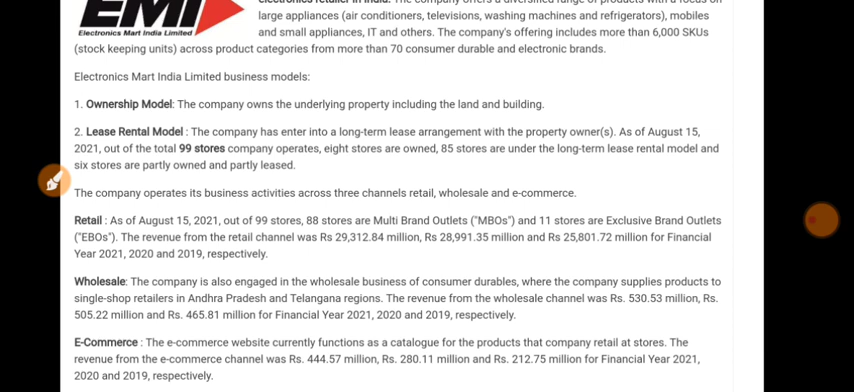 EMI
Electronics Mart India Limited
electronics retailer in India. The company offers a diversified range of products with a focus on
large appliances (air conditioners, televisions, washing machines and refrigerators), mobiles
and small appliances, IT and others. The company's offering includes more than 6,000 SKUs
(stock keeping units) across product categories from more than 70 consumer durable and electronic brands.
Electronics Mart India Limited business models:
1. Ownership Model: The company owns the underlying property including the land and building.
2. Lease Rental Model : The company has enter into a long-term lease arrangement with the property owner(s). As of August 15,
2021, out of the total 99 stores company operates, eight stores are owned, 85 stores are under the long-term lease rental model and
six stores are partly owned and partly leased.
The company operates its business activities across three channels retail, wholesale and e-commerce.
Retail : As of August 15, 2021, out of 99 stores, 88 stores are Multi Brand Outlets ("MBOs") and 11 stores are Exclusive Brand Outlets
("EBOs"). The revenue from the retail channel was Rs 29,312.84 million, Rs 28,991.35 million and Rs 25,801.72 million for Financial
Year 2021, 2020 and 2019, respectively.
Wholesale: The company is also engaged in the wholesale business of consumer durables, where the company supplies products to
single-shop retailers in Andhra Pradesh and Telangana regions. The revenue from the wholesale channel was Rs. 530.53 million, Rs.
505.22 million and Rs. 465.81 million for Financial Year 2021, 2020 and 2019, respectively.
E-Commerce : The e-commerce website currently functions as a catalogue for the products that company retail at stores. The
revenue from the e-commerce channel was Rs. 444.57 million, Rs. 280.11 million and Rs. 212.75 million for Financial Year 2021,
2020 and 2019, respectively.